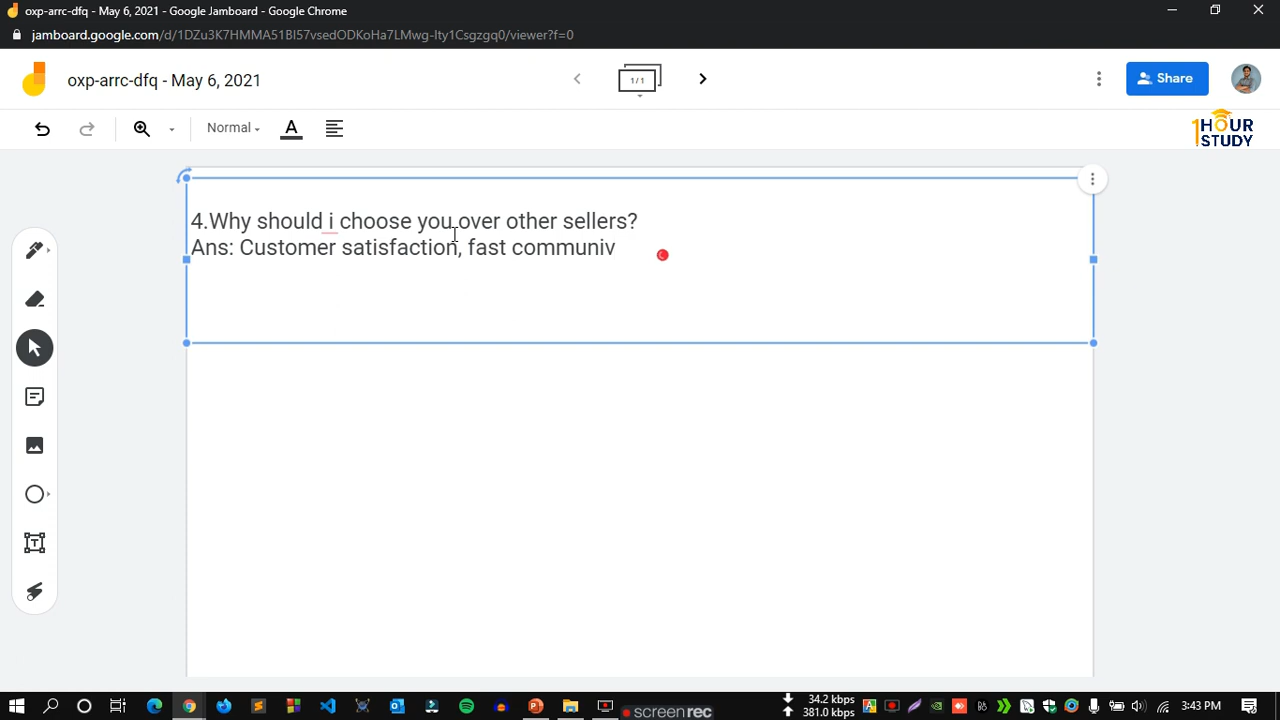 oxp-arrc-dfq - May 6, 2021 - Google Jamboard - Google Chrome
jamboard.google.com/d/1DZu3K7HMMA51Bl57vsedODKoHa7LMwg-Ity1Csgzgq0/viewer?f=0
oxp-arrc-dfq - May 6, 2021
1/1
Share
Normal
1HOUR
STUDY
4.Why should i choose you over other sellers?
Ans: Customer satisfaction, fast communiv
34.2 kbps
381.0 kbps
3:43 PM
screenrec